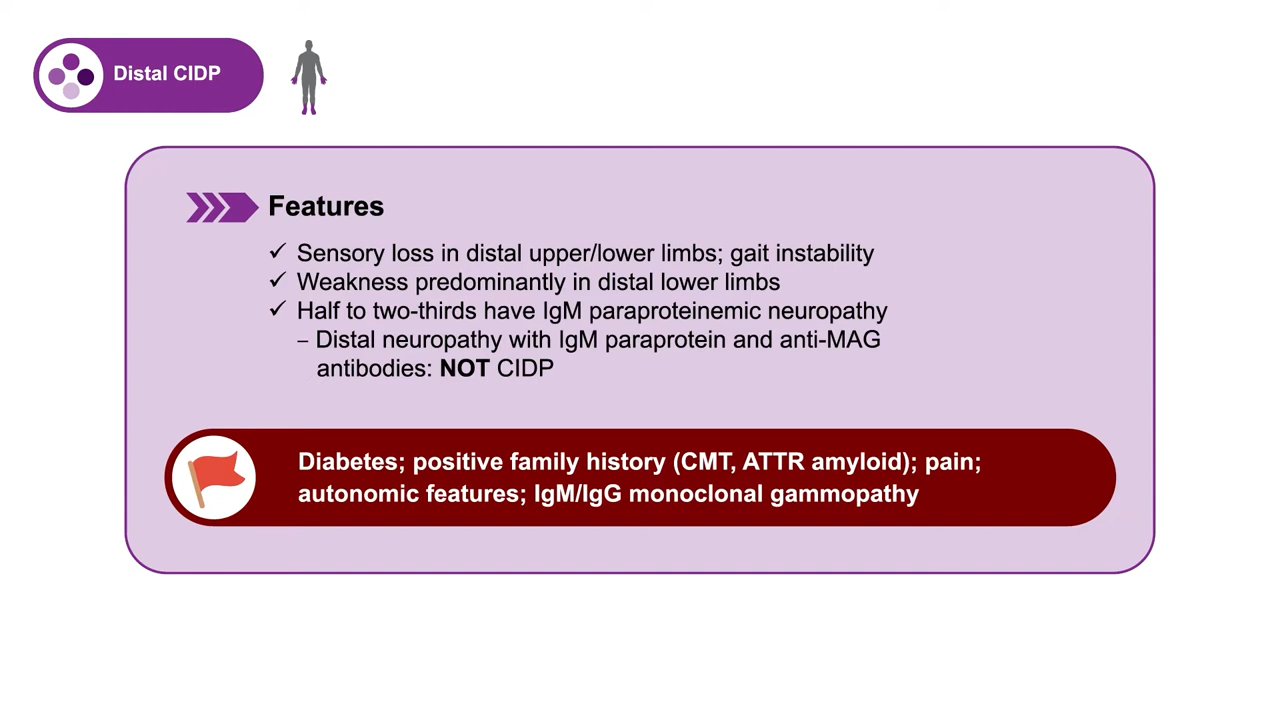 Distal CIDP
Features
✓ Sensory loss in distal upper/lower limbs; gait instability
✓ Weakness predominantly in distal lower limbs
✓ Half to two-thirds have IgM paraproteinemic neuropathy
– Distal neuropathy with IgM paraprotein and anti-MAG
antibodies: NOT CIDP
Diabetes; positive family history (CMT, ATTR amyloid); pain;
autonomic features; IgM/IgG monoclonal gammopathy